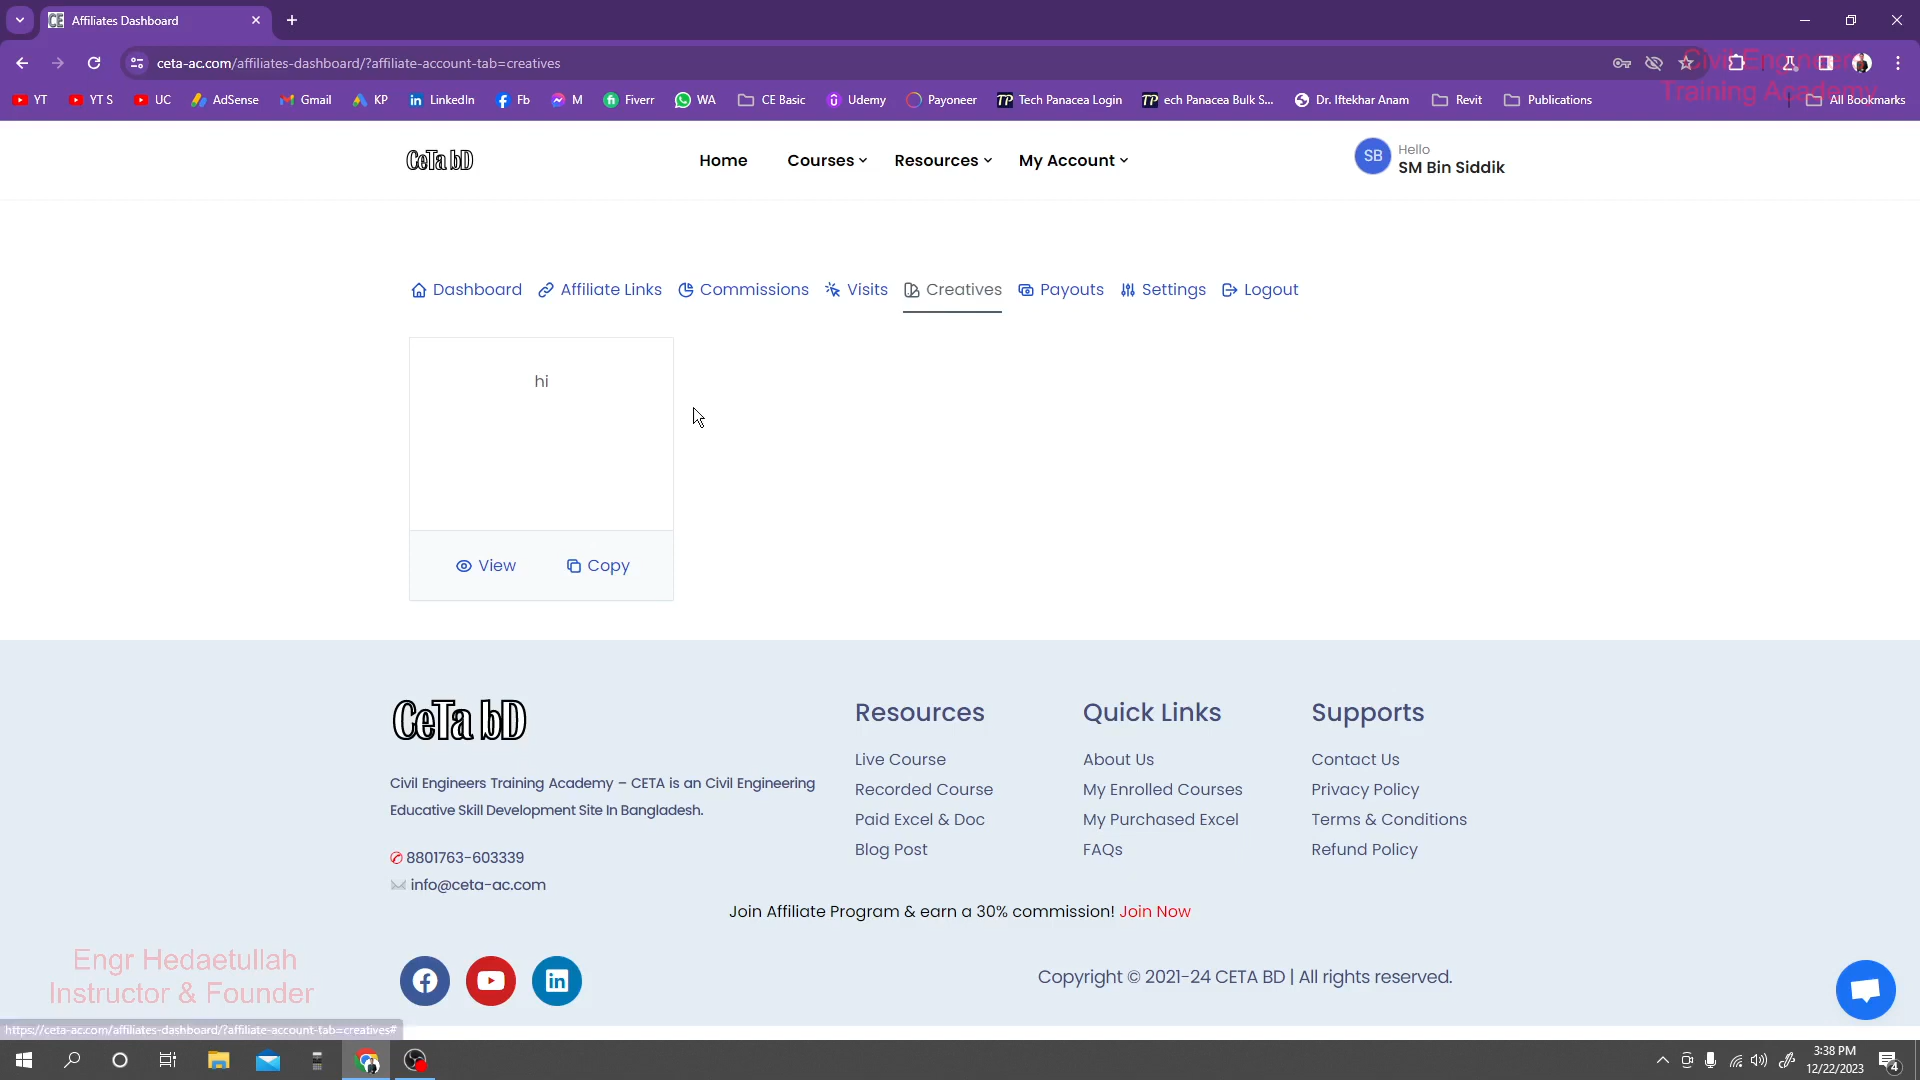 Affiliates Dashboard
ceta-ac.com/affiliates-dashboard/?affiliate-account-tab=creatives
YT
YT S
UC
AdSense
Gmail
KP
LinkedIn
Fb
M
Fiverr
WA
CE Basic
Udemy
Payoneer
Tech Panacea Login
ech Panacea Bulk S...
Dr. Iftekhar Anam
Revit
Publications
All Bookmarks
Civil Engineers
Training Academy
CeTa bD
Home
Courses
Resources
My Account
SB
Hello
SM Bin Siddik
Dashboard
Affiliate Links
Commissions
Visits
Creatives
Payouts
Settings
Logout
hi
View
Copy
CeTa bD
Civil Engineers Training Academy – CETA is an Civil Engineering
Educative Skill Development Site In Bangladesh.
8801763-603339
info@ceta-ac.com
Resources
Live Course
Recorded Course
Paid Excel & Doc
Blog Post
Quick Links
About Us
My Enrolled Courses
My Purchased Excel
FAQs
Supports
Contact Us
Privacy Policy
Terms & Conditions
Refund Policy
Join Affiliate Program & earn a 30% commission! Join Now
Engr Hedaetullah
Instructor & Founder
Copyright © 2021-24 CETA BD | All rights reserved.
https://ceta-ac.com/affiliates-dashboard/?affiliate-account-tab=creatives#
3:38 PM
12/22/2023
4